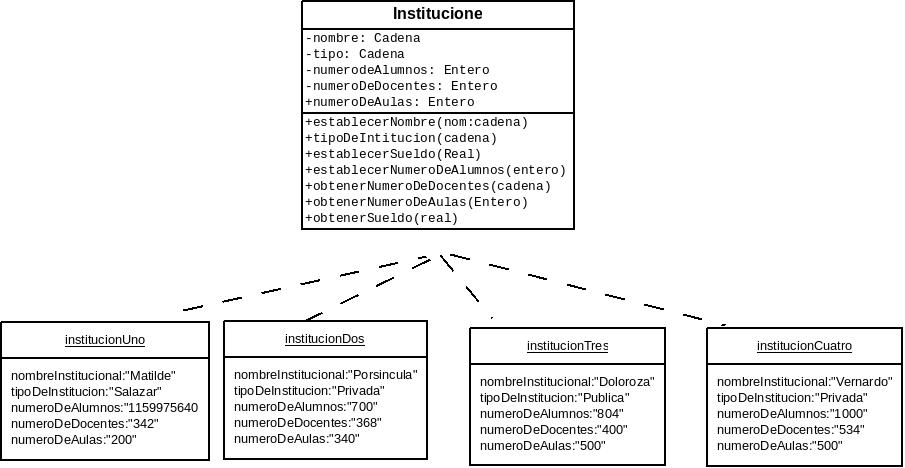 Institucione
-nombre: Cadena
-tipo: Cadena
-numerodeAlumnos: Entero
-numeroDeDocentes: Entero
+numeroDeAulas: Entero
+establecerNombre(nom:cadena)
+tipoDeIntitucion(cadena)
+establecerSueldo(Real)
+establecerNumeroDeAlumnos(entero)
+obtenerNumeroDeDocentes(cadena)
+obtenerNumeroDeAulas(Entero)
+obtenerSueldo(real)
institucionUno
nombreInstitucional:"Matilde"
tipoDeInstitucion:"Salazar"
numeroDeAlumnos:"1159975640
numeroDeDocentes:"342"
numeroDeAulas:"200"
institucionDos
nombreInstitucional:"Porsincula"
tipoDeInstitucion:"Privada"
numeroDeAlumnos:"700"
numeroDeDocentes:"368"
numeroDeAulas:"340"
institucionTres
nombreInstitucional:"Doloroza"
tipoDeInstitucion:"Publica"
numeroDeAlumnos:"804"
numeroDeDocentes:"400"
numeroDeAulas:"500"
institucionCuatro
nombreInstitucional:"Vernardo"
tipoDeInstitucion:"Privada"
numeroDeAlumnos:"1000"
numeroDeDocentes:"534"
numeroDeAulas:"500"